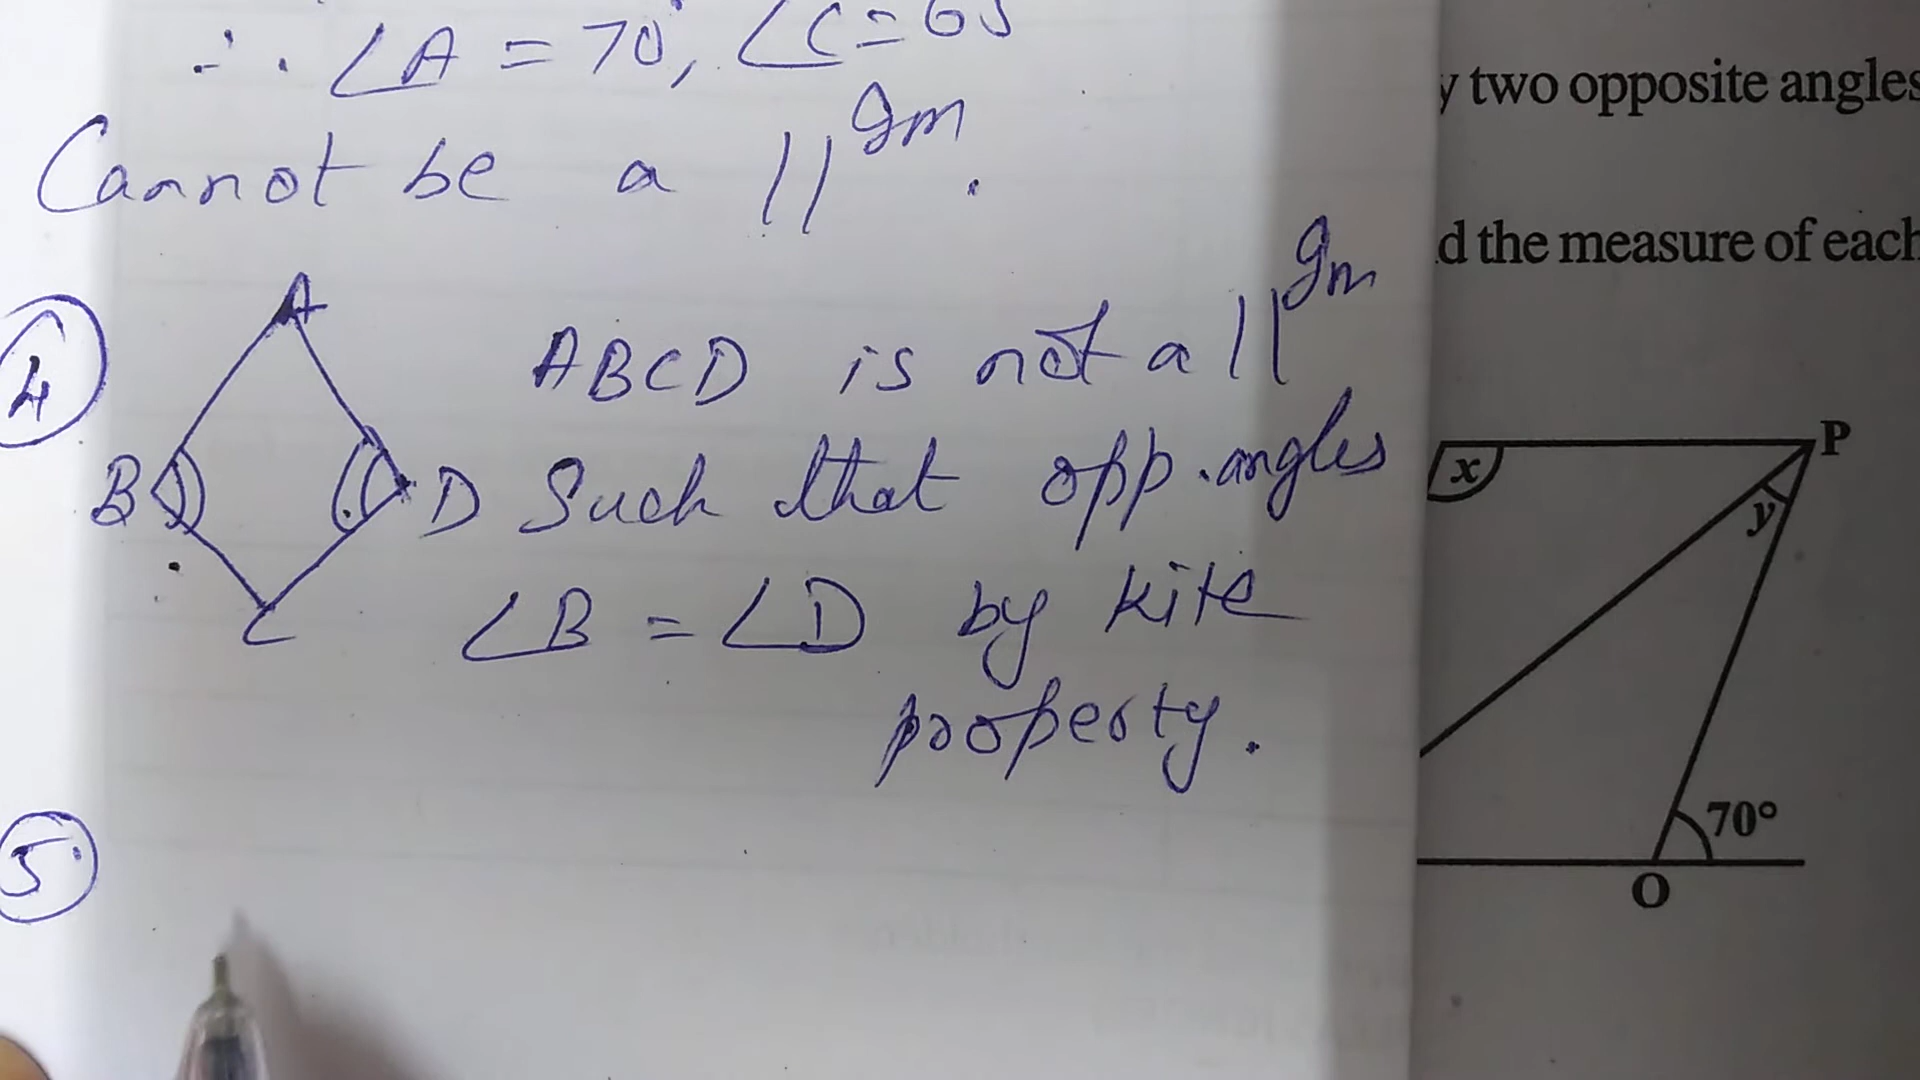 ∴ ∠A = 70°, ∠C = 65
Cannot be a ||gm.
4
A
B
D
C
ABCD is not a ||gm
Such that opp. angles
∠B = ∠D by kite
property.
5
y two opposite angles
d the measure of each
x
P
y
70°
O